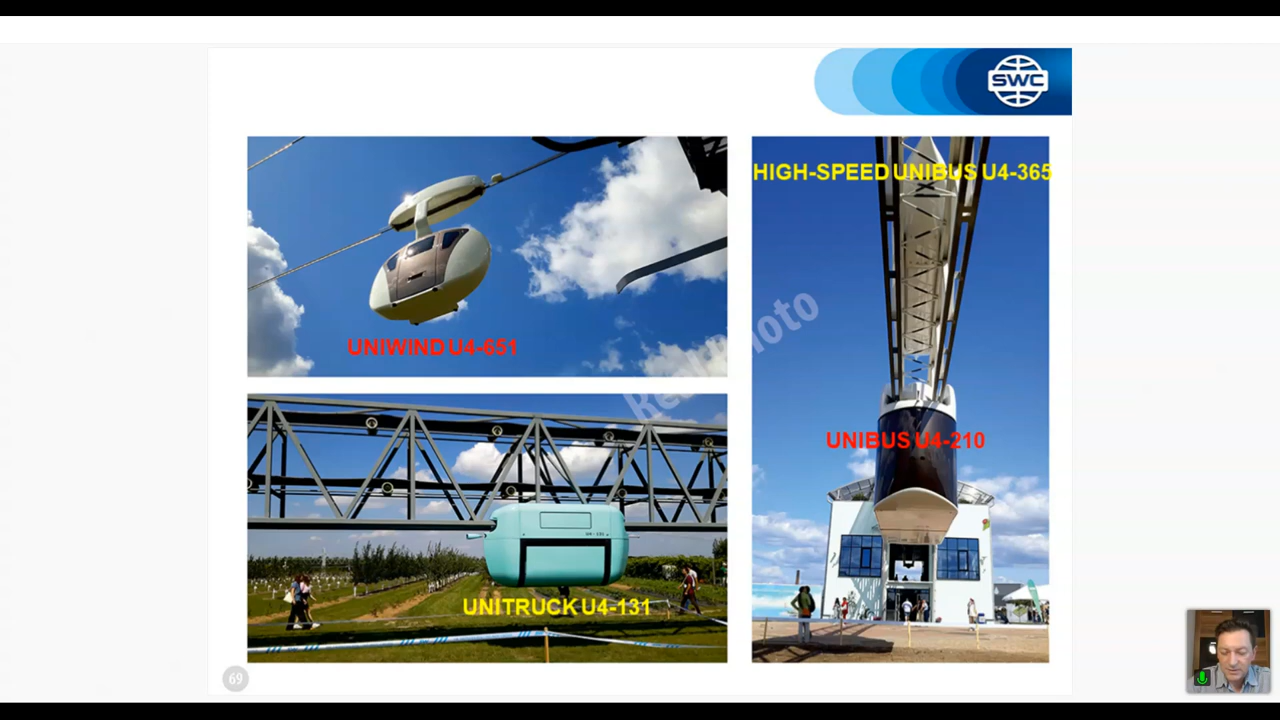 SWC
HIGH-SPEED UNIBUS U4-365
UNIWIND U4-651
UNIBUS U4-210
UNITRUCK U4-131
69